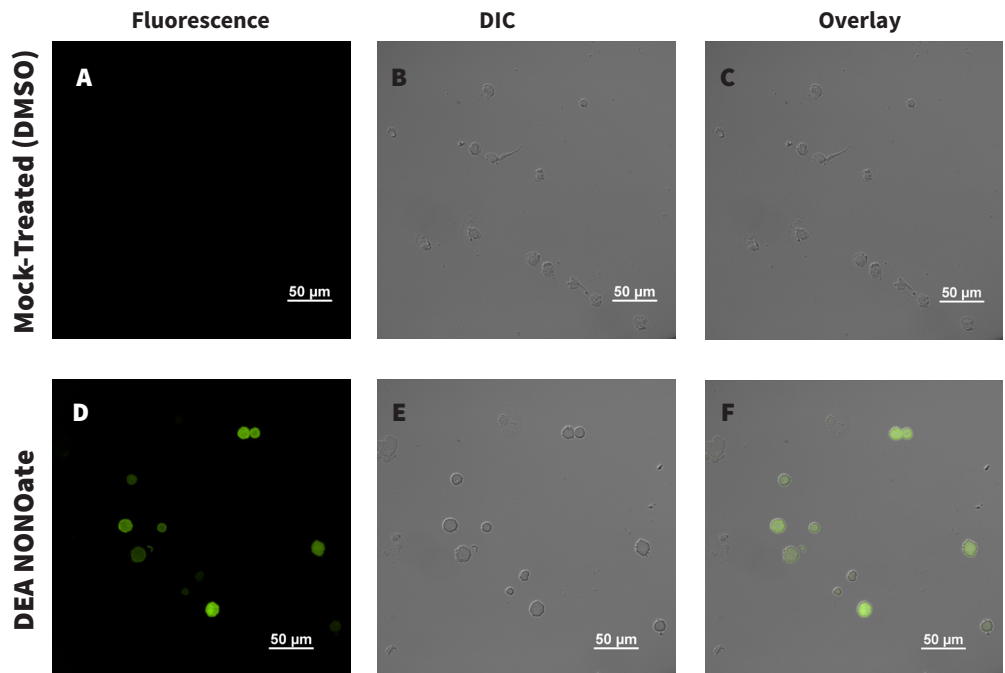 Fluorescence DIC Overlay
Mock-Treated (DMSO)
A B C
50 µm 50 µm 50 µm
DEA NONOate
D E F
50 µm 50 µm 50 µm